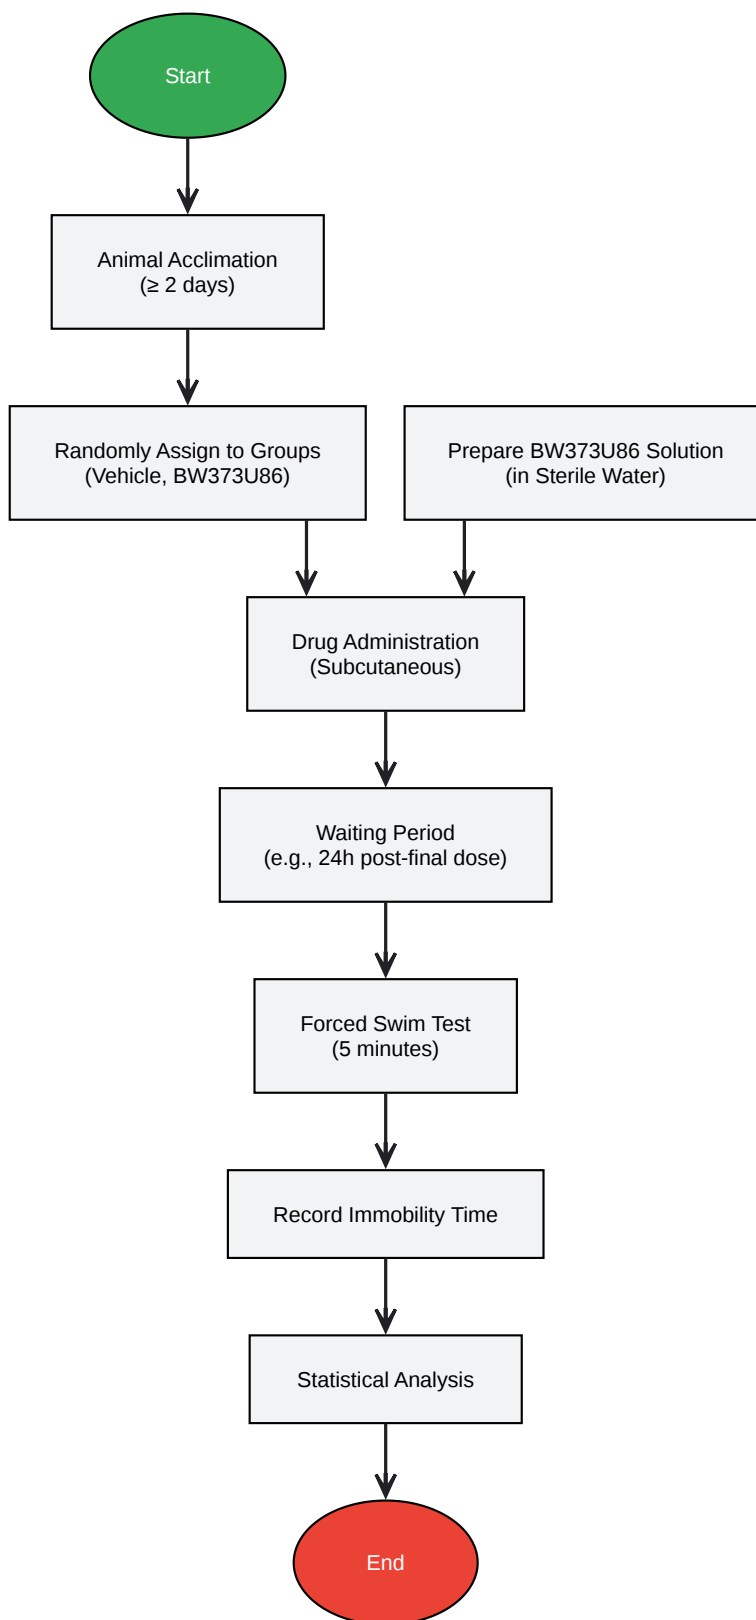 Start
Animal Acclimation
(≥ 2 days)
Randomly Assign to Groups
(Vehicle, BW373U86)
Prepare BW373U86 Solution
(in Sterile Water)
Drug Administration
(Subcutaneous)
Waiting Period
(e.g., 24h post-final dose)
Forced Swim Test
(5 minutes)
Record Immobility Time
Statistical Analysis
End